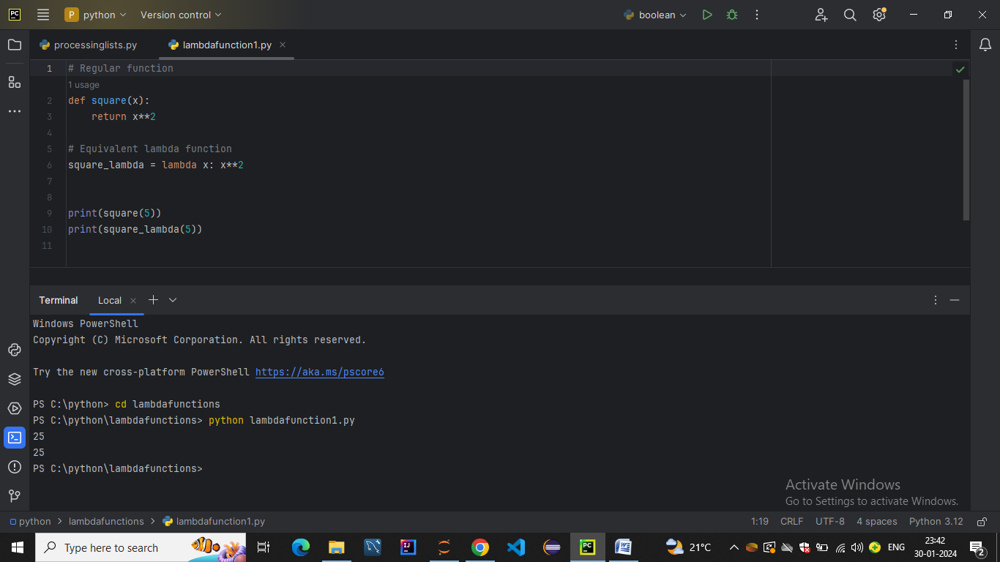 PC
P python Version control boolean
processinglists.py lambdafunction1.py
1 # Regular function
1 usage
2 def square(x):
3 return x**2
4
5 # Equivalent lambda function
6 square_lambda = lambda x: x**2
7
8
9 print(square(5))
10 print(square_lambda(5))
11
Terminal Local
Windows PowerShell
Copyright (C) Microsoft Corporation. All rights reserved.
Try the new cross-platform PowerShell https://aka.ms/pscore6
PS C:\python> cd lambdafunctions
PS C:\python\lambdafunctions> python lambdafunction1.py
25
25
PS C:\python\lambdafunctions>
Activate Windows
Go to Settings to activate Windows.
python > lambdafunctions > lambdafunction1.py 1:19 CRLF UTF-8 4 spaces Python 3.12
Type here to search IJ PC W 21°C ENG 23:42
30-01-2024 2